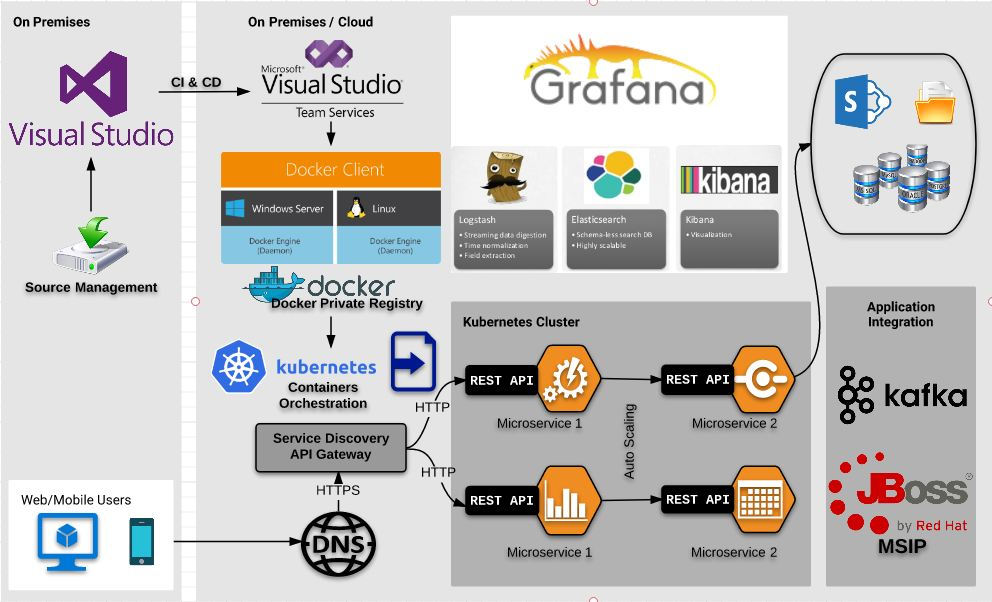 On Premises
Visual Studio
Source Management
Web/Mobile Users
CI & CD
On Premises / Cloud
Microsoft®
Visual Studio
Team Services
Docker Client
Windows Server
Linux
Docker Engine
(Daemon)
Docker Engine
(Daemon)
docker
Docker Private Registry
kubernetes
Containers
Orchestration
Service Discovery
API Gateway
HTTPS
DNS
HTTP
HTTP
Grafana
Logstash
• Streaming data digestion
• Time normalization
• Field extraction
Elasticsearch
• Schema-less search DB
• Highly scalable
kibana
Kibana
• Visualization
Kubernetes Cluster
REST API
Microservice 1
REST API
Microservice 2
Auto Scaling
REST API
Microservice 1
REST API
Microservice 2
S
ORACLE
Application
Integration
kafka
JBoss®
by Red Hat
MSIP